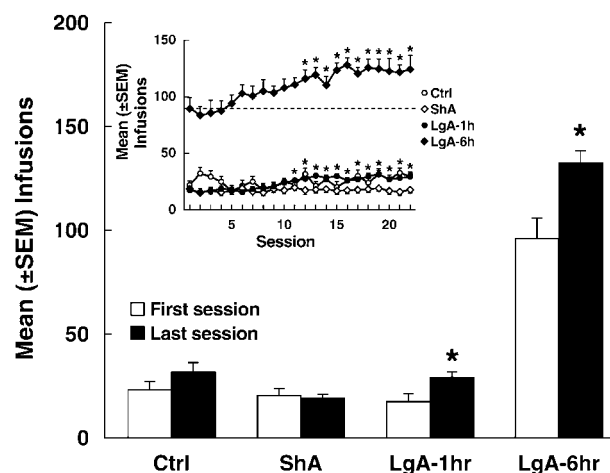 200
150
100
50
0
Mean (±SEM) Infusions
150
100
50
0
Mean (±SEM)
Infusions
* * * * * * * * * *
* * * * * * * * * * *
5 10 15 20
Session
Ctrl
ShA
LgA-1h
LgA-6h
First session
Last session
*
*
Ctrl ShA LgA-1hr LgA-6hr